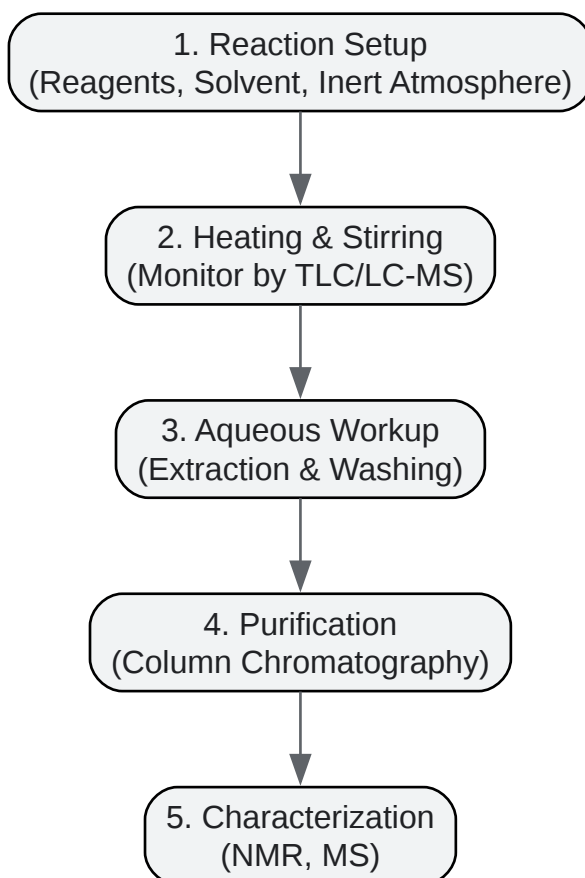 1. Reaction Setup
(Reagents, Solvent, Inert Atmosphere)
2. Heating & Stirring
(Monitor by TLC/LC-MS)
3. Aqueous Workup
(Extraction & Washing)
4. Purification
(Column Chromatography)
5. Characterization
(NMR, MS)